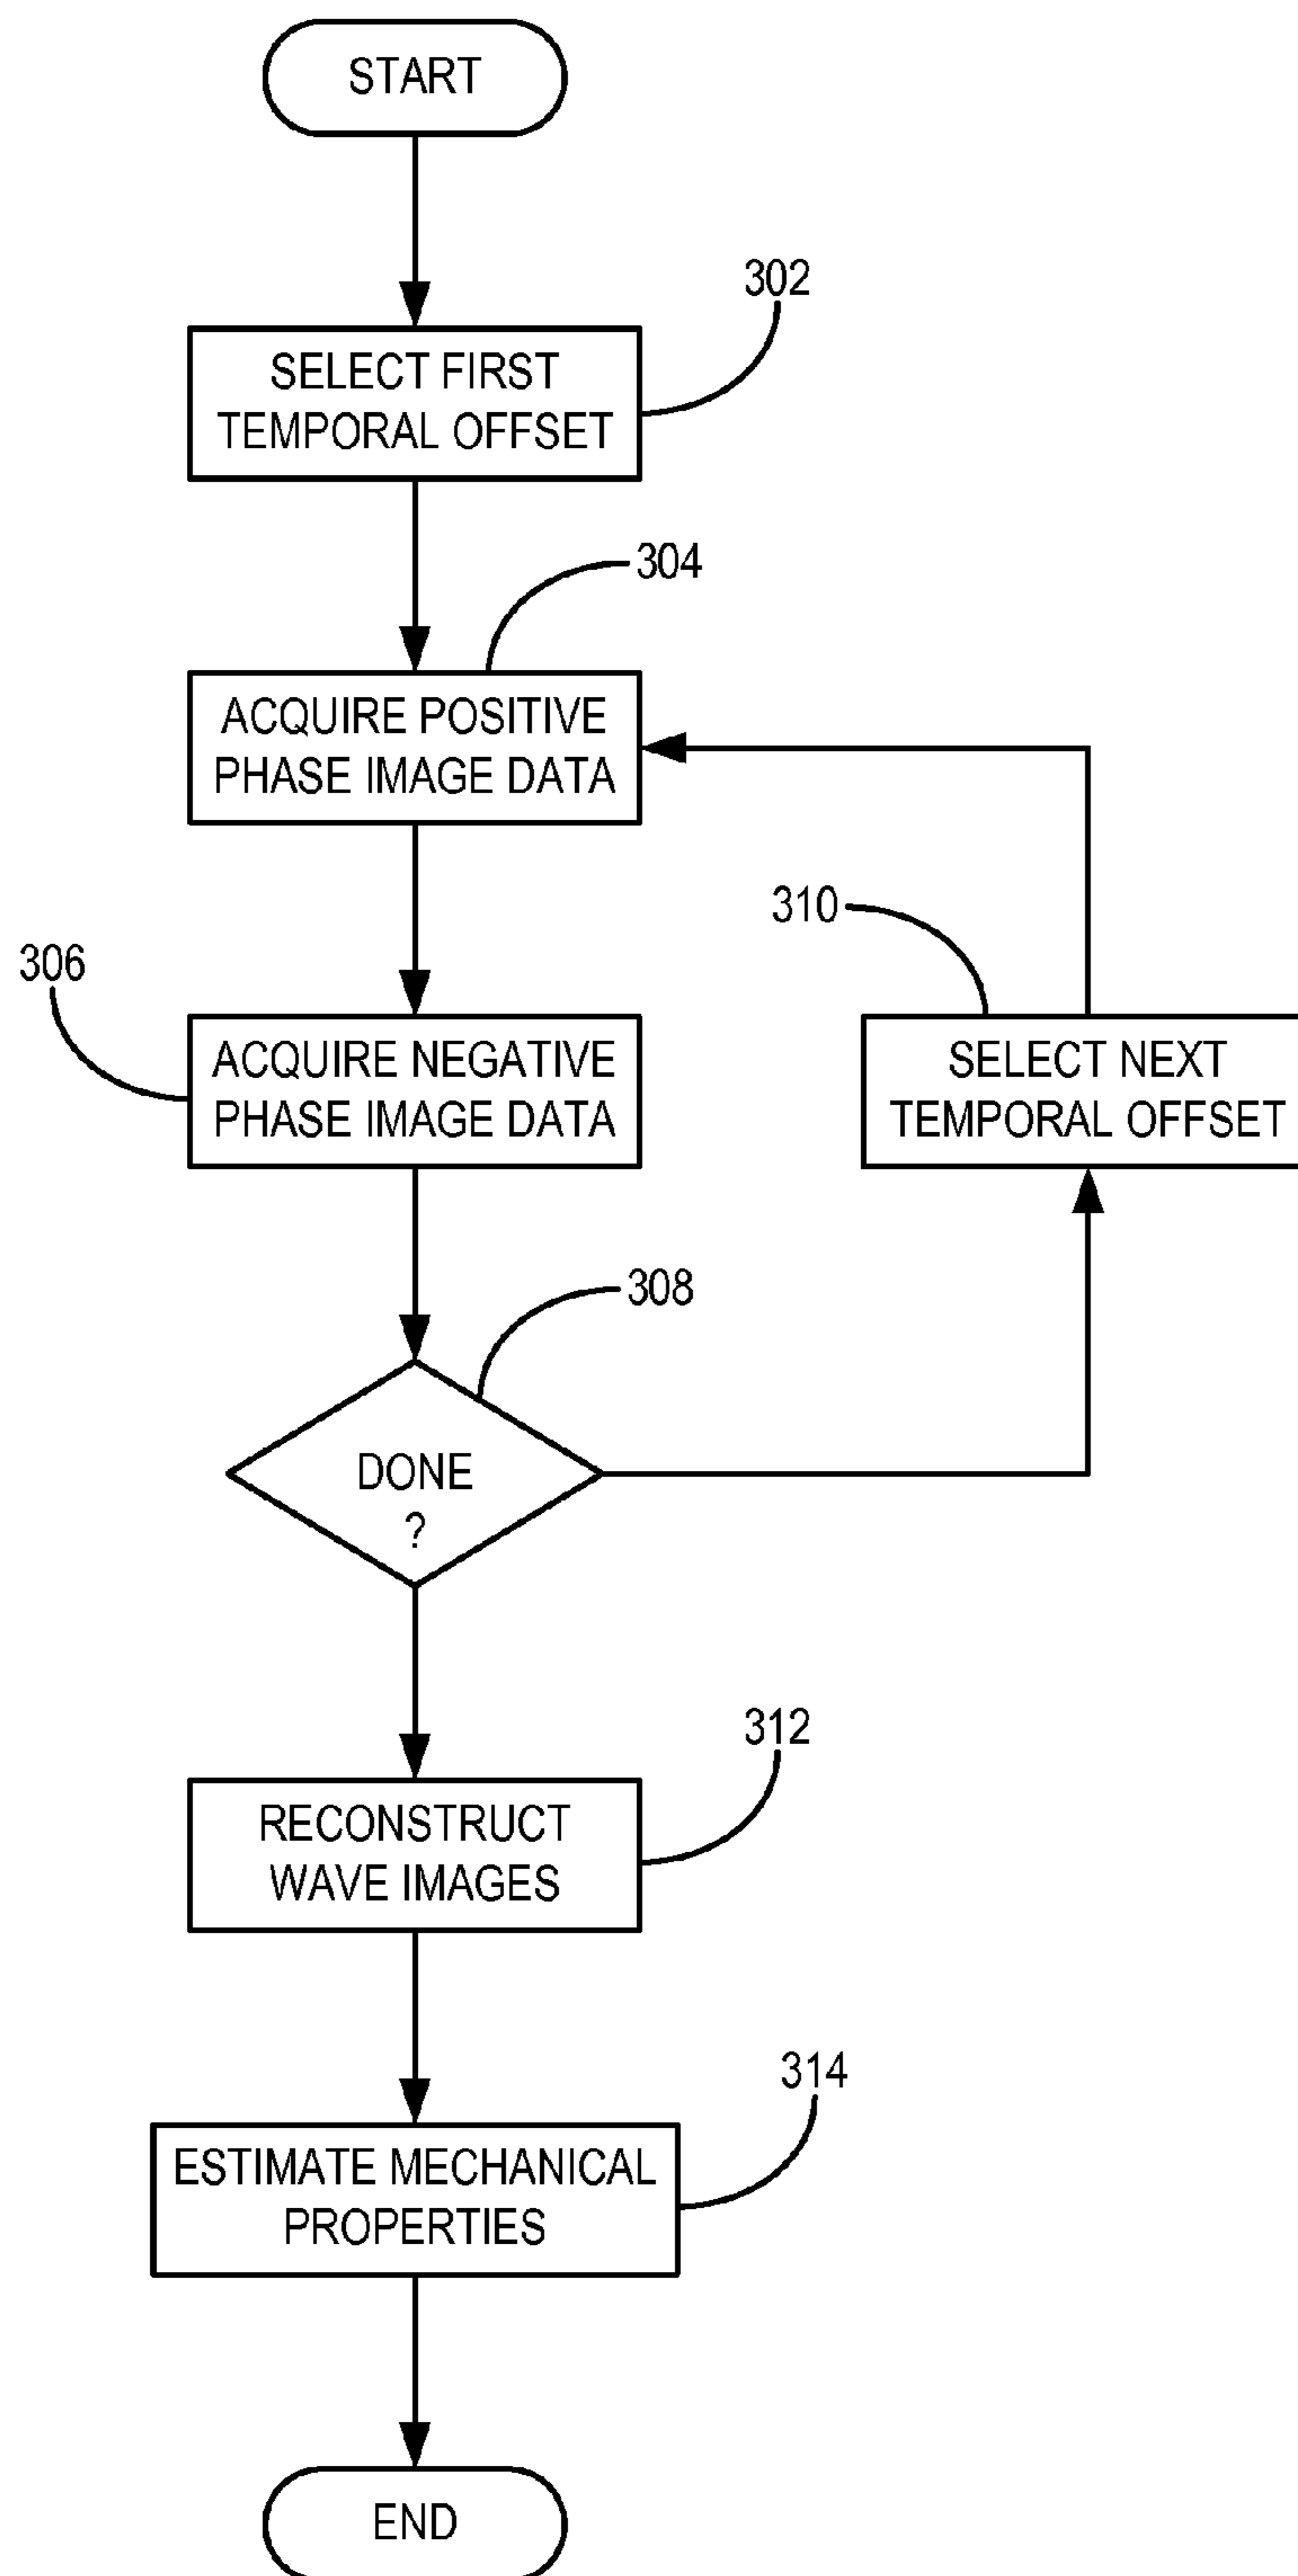 START
302
SELECT FIRST
TEMPORAL OFFSET
304
ACQUIRE POSITIVE
PHASE IMAGE DATA
310
306
ACQUIRE NEGATIVE
PHASE IMAGE DATA
SELECT NEXT
TEMPORAL OFFSET
308
DONE
?
312
RECONSTRUCT
WAVE IMAGES
314
ESTIMATE MECHANICAL
PROPERTIES
END